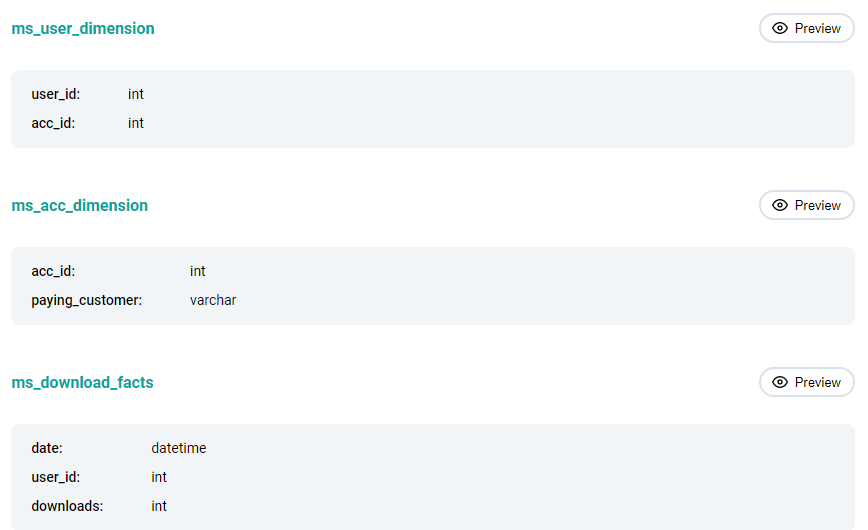 ms_user_dimension Preview
user_id: int
acc_id: int
ms_acc_dimension Preview
acc_id: int
paying_customer: varchar
ms_download_facts Preview
date: datetime
user_id: int
downloads: int